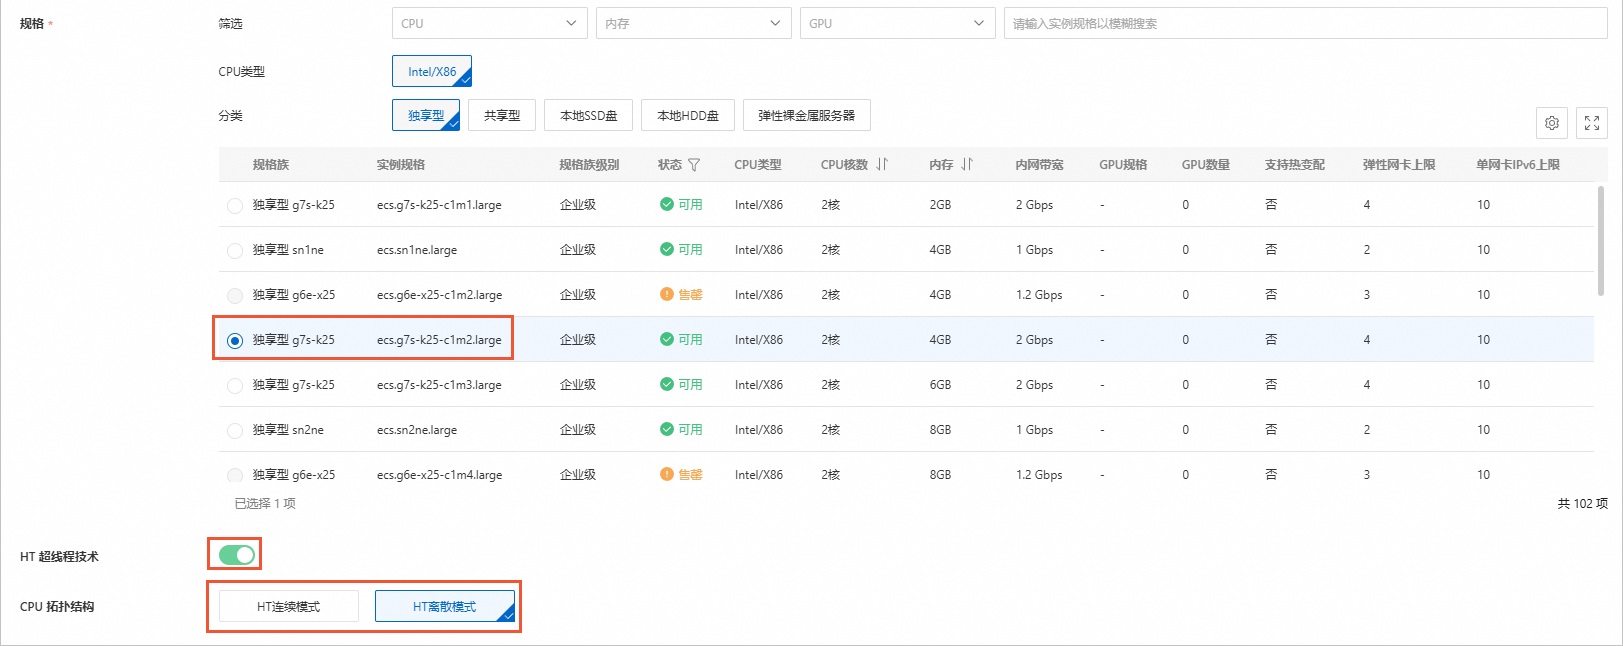 规格 *
筛选
CPU
内存
GPU
请输入实例规格以模糊搜索
CPU类型
Intel/X86
分类
独享型
共享型
本地SSD盘
本地HDD盘
弹性裸金属服务器
规格族 实例规格 规格族级别 状态 CPU类型 CPU核数 内存 内网带宽 GPU规格 GPU数量 支持热变配 弹性网卡上限 单网卡IPv6上限
独享型 g7s-k25 ecs.g7s-k25-c1m1.large 企业级 可用 Intel/X86 2核 2GB 2 Gbps - 0 否 4 10
独享型 sn1ne ecs.sn1ne.large 企业级 可用 Intel/X86 2核 4GB 1 Gbps - 0 否 2 10
独享型 g6e-x25 ecs.g6e-x25-c1m2.large 企业级 售罄 Intel/X86 2核 4GB 1.2 Gbps - 0 否 3 10
独享型 g7s-k25 ecs.g7s-k25-c1m2.large 企业级 可用 Intel/X86 2核 4GB 2 Gbps - 0 否 4 10
独享型 g7s-k25 ecs.g7s-k25-c1m3.large 企业级 可用 Intel/X86 2核 6GB 2 Gbps - 0 否 4 10
独享型 sn2ne ecs.sn2ne.large 企业级 可用 Intel/X86 2核 8GB 1 Gbps - 0 否 2 10
独享型 g6e-x25 ecs.g6e-x25-c1m4.large 企业级 售罄 Intel/X86 2核 8GB 1.2 Gbps - 0 否 3 10
已选择 1 项
共 102 项
HT 超线程技术
CPU 拓扑结构
HT连续模式
HT离散模式